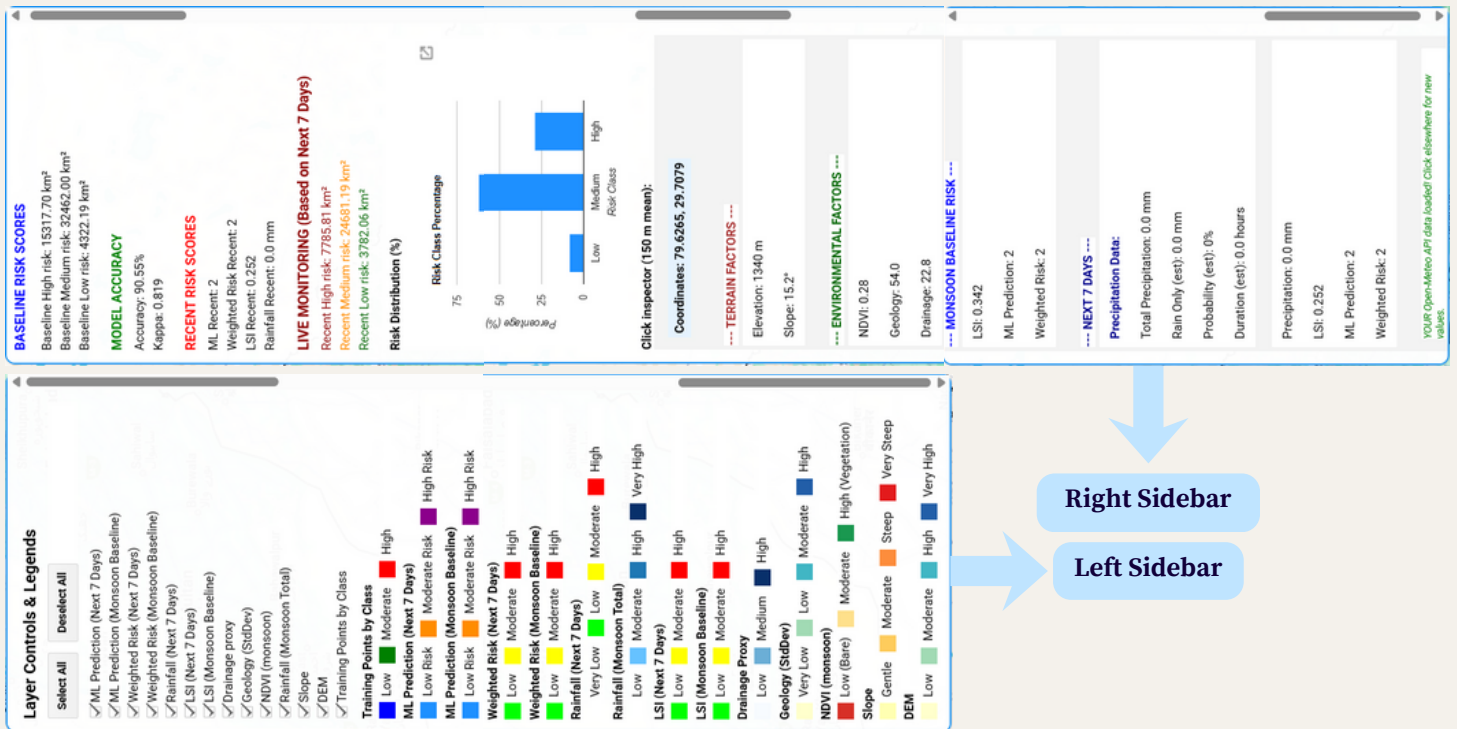 BASELINE RISK SCORES
Baseline High risk: 15317.70 km²
Baseline Medium risk: 32462.00 km²
Baseline Low risk: 4322.19 km²
MODEL ACCURACY
Accuracy: 90.55%
Kappa: 0.819
RECENT RISK SCORES
ML Recent: 2
Weighted Risk Recent: 2
LSI Recent: 0.252
Rainfall Recent: 0.0 mm
LIVE MONITORING (Based on Next 7 Days)
Recent High risk: 7785.81 km²
Recent Medium risk: 24681.19 km²
Recent Low risk: 3782.06 km²
Risk Distribution (%)
Risk Class Percentage
Percentage (%)
75
50
25
0
Low
Medium
High
Risk Class
Click inspector (150 m mean):
Coordinates: 79.6265, 29.7079
--- TERRAIN FACTORS ---
Elevation: 1340 m
Slope: 15.2°
--- ENVIRONMENTAL FACTORS ---
NDVI: 0.28
Geology: 54.0
Drainage: 22.8
--- MONSOON BASELINE RISK ---
LSI: 0.342
ML Prediction: 2
Weighted Risk: 2
--- NEXT 7 DAYS ---
Precipitation Data:
Total Precipitation: 0.0 mm
Rain Only (est): 0.0 mm
Probability (est): 0%
Duration (est): 0.0 hours
Precipitation: 0.0 mm
LSI: 0.252
ML Prediction: 2
Weighted Risk: 2
YOUR Open-Meteo API data loaded! Click elsewhere for new
values.
Layer Controls & Legends
Select All Deselect All
ML Prediction (Next 7 Days)
ML Prediction (Monsoon Baseline)
Weighted Risk (Next 7 Days)
Weighted Risk (Monsoon Baseline)
Rainfall (Next 7 Days)
LSI (Next 7 Days)
LSI (Monsoon Baseline)
Drainage proxy
Geology (StdDev)
NDVI (monsoon)
Rainfall (Monsoon Total)
Slope
DEM
Training Points by Class
Training Points by Class
Low Moderate High
ML Prediction (Next 7 Days)
Low Risk Moderate Risk High Risk
ML Prediction (Monsoon Baseline)
Low Risk Moderate Risk High Risk
Weighted Risk (Next 7 Days)
Low Moderate High
Weighted Risk (Monsoon Baseline)
Low Moderate High
Rainfall (Next 7 Days)
Very Low Low Moderate High
Rainfall (Monsoon Total)
Low Moderate High Very High
LSI (Next 7 Days)
Low Moderate High
LSI (Monsoon Baseline)
Low Moderate High
Drainage Proxy
Low Medium High
Geology (StdDev)
Very Low Low Moderate High
NDVI (monsoon)
Low (Bare) Moderate High (Vegetation)
Slope
Gentle Moderate Steep Very Steep
DEM
Low Moderate High Very High
Right Sidebar
Left Sidebar